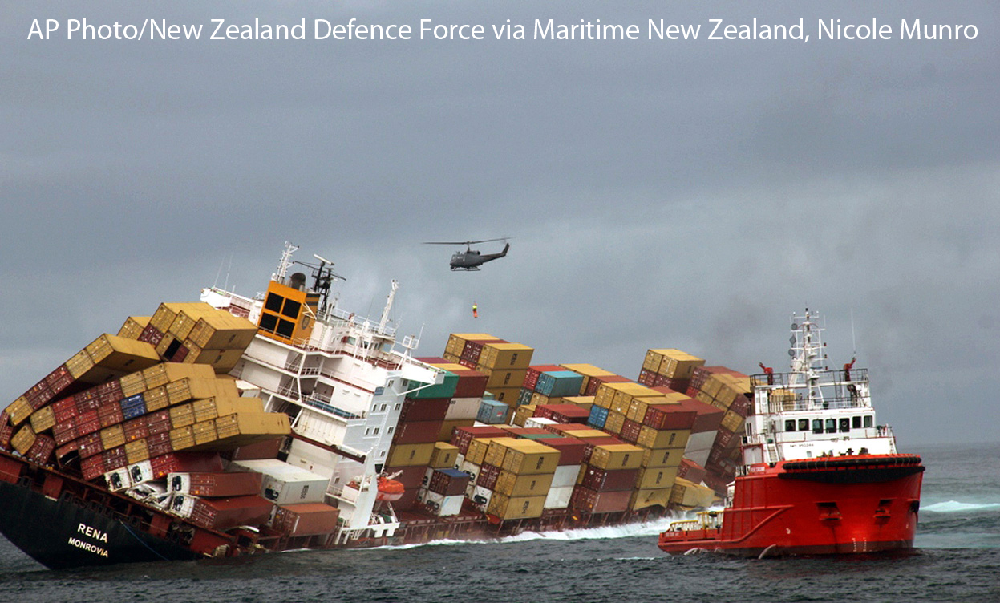 AP Photo/New Zealand Defence Force via Maritime New Zealand, Nicole Munro
RENA
MONROVIA